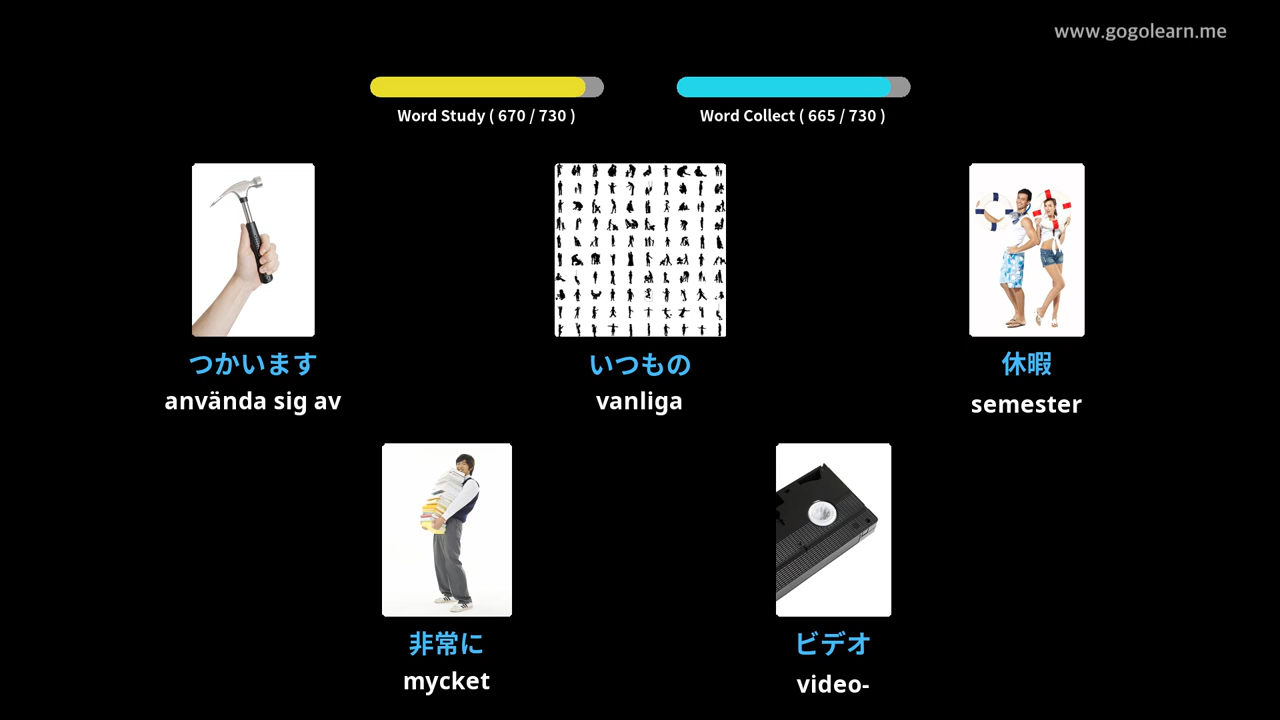 www.gogolearn.me
Word Study ( 670 / 730 )
Word Collect ( 665 / 730 )
つかいます
いつもの
休暇
använda sig av
vanliga
semester
非常に
ビデオ
mycket
video-